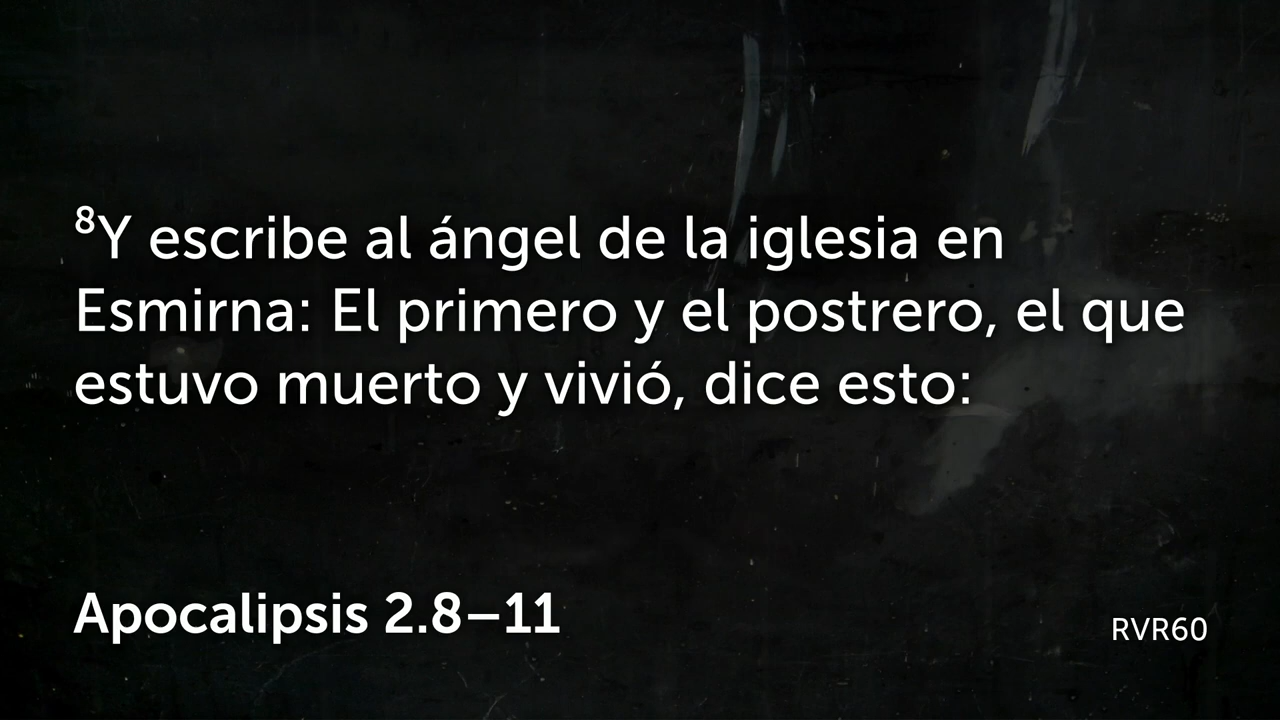 ⁸Y escribe al ángel de la iglesia en
Esmirna: El primero y el postrero, el que
estuvo muerto y vivió, dice esto:
Apocalipsis 2.8–11
RVR60